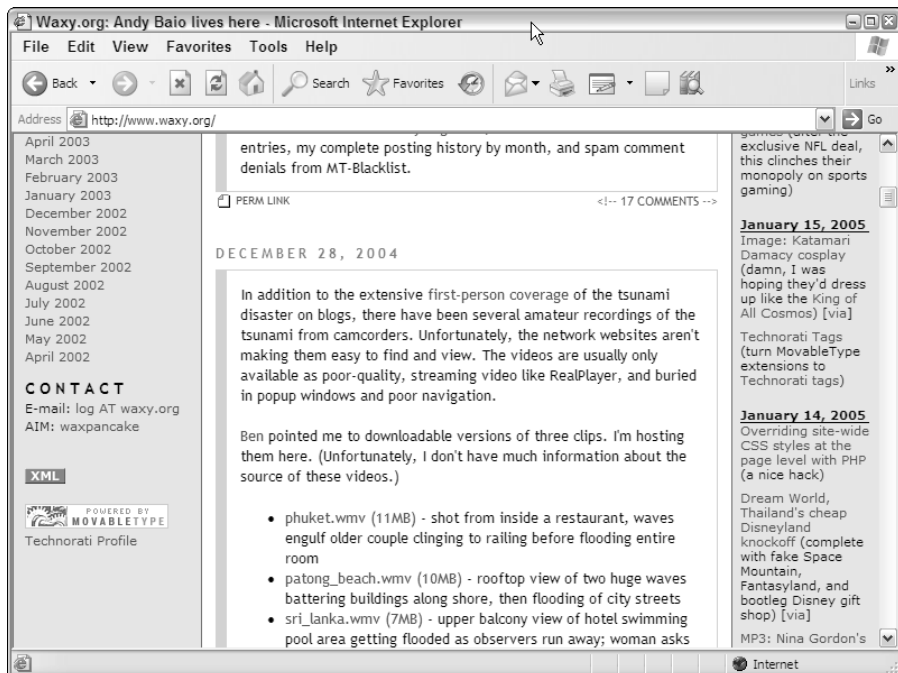 Waxy.org: Andy Baio lives here - Microsoft Internet Explorer
File Edit View Favorites Tools Help
Back Search Favorites Links
Address http://www.waxy.org/ Go
April 2003
March 2003
February 2003
January 2003
December 2002
November 2002
October 2002
September 2002
August 2002
July 2002
June 2002
May 2002
April 2002
CONTACT
E-mail: log AT waxy.org
AIM: waxpancake
XML
POWERED BY
MOVABLETYPE
Technorati Profile
entries, my complete posting history by month, and spam comment
denials from MT-Blacklist.
PERM LINK <!-- 17 COMMENTS -->
DECEMBER 28, 2004
In addition to the extensive first-person coverage of the tsunami
disaster on blogs, there have been several amateur recordings of the
tsunami from camcorders. Unfortunately, the network websites aren't
making them easy to find and view. The videos are usually only
available as poor-quality, streaming video like RealPlayer, and buried
in popup windows and poor navigation.
Ben pointed me to downloadable versions of three clips. I'm hosting
them here. (Unfortunately, I don't have much information about the
source of these videos.)
• phuket.wmv (11MB) - shot from inside a restaurant, waves
engulf older couple clinging to railing before flooding entire
room
• patong_beach.wmv (10MB) - rooftop view of two huge waves
battering buildings along shore, then flooding of city streets
• sri_lanka.wmv (7MB) - upper balcony view of hotel swimming
pool area getting flooded as observers run away; woman asks
games (after the
exclusive NFL deal,
this clinches their
monopoly on sports
gaming)
January 15, 2005
Image: Katamari
Damacy cosplay
(damn, I was
hoping they'd dress
up like the King of
All Cosmos) [via]
Technorati Tags
(turn MovableType
extensions to
Technorati tags)
January 14, 2005
Overriding site-wide
CSS styles at the
page level with PHP
(a nice hack)
Dream World,
Thailand's cheap
Disneyland
knockoff (complete
with fake Space
Mountain,
Fantasyland, and
bootleg Disney gift
shop) [via]
MP3: Nina Gordon's
Internet